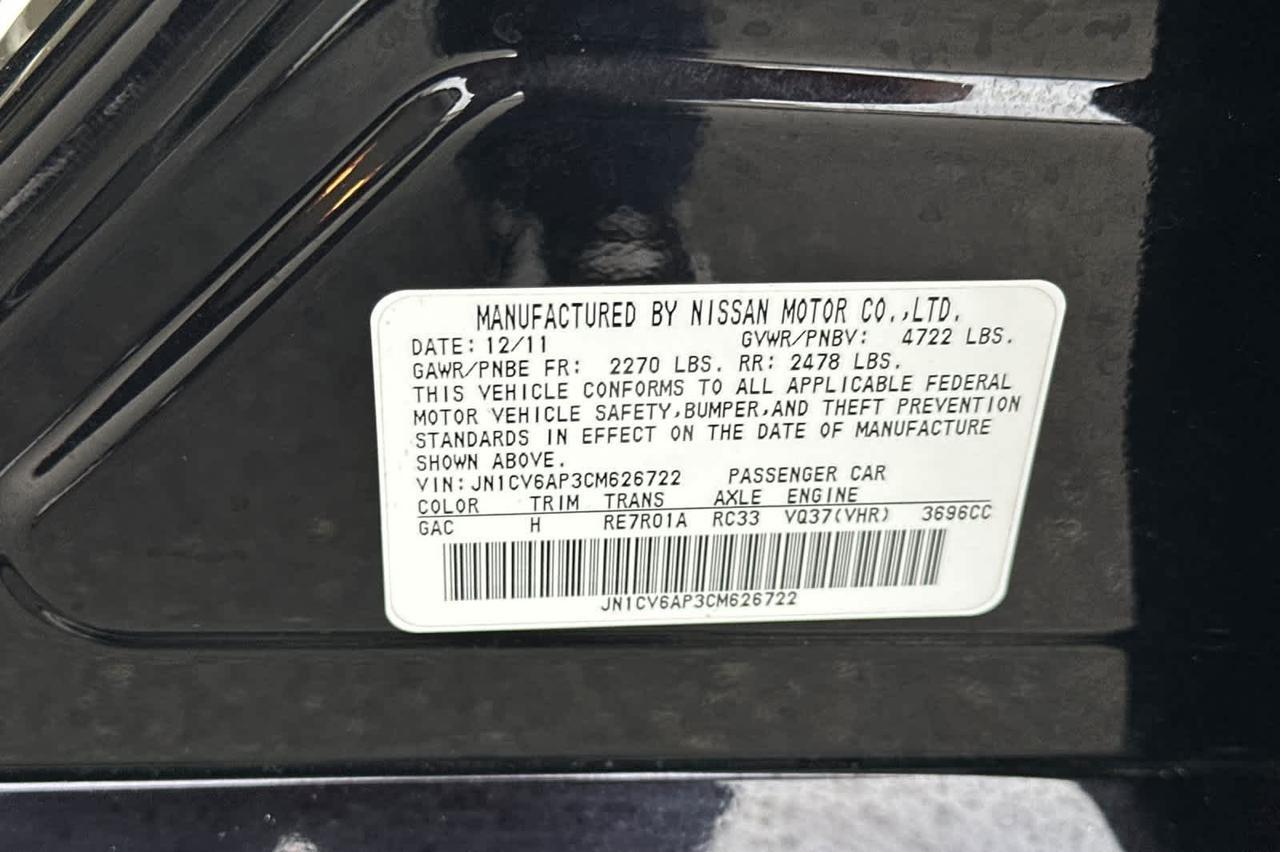 MANUFACTURED BY NISSAN MOTOR CO.,LTD.
DATE: 12/11 GVWR/PNBV: 4722 LBS.
GAWR/PNBE FR: 2270 LBS. RR: 2478 LBS.
THIS VEHICLE CONFORMS TO ALL APPLICABLE FEDERAL
MOTOR VEHICLE SAFETY,BUMPER,AND THEFT PREVENTION
STANDARDS IN EFFECT ON THE DATE OF MANUFACTURE
SHOWN ABOVE.
VIN:JN1CV6AP3CM626722 PASSENGER CAR
COLOR TRIM TRANS AXLE ENGINE
GAC H RE7R01A RC33 VQ37(VHR) 3696CC
JN1CV6AP3CM626722